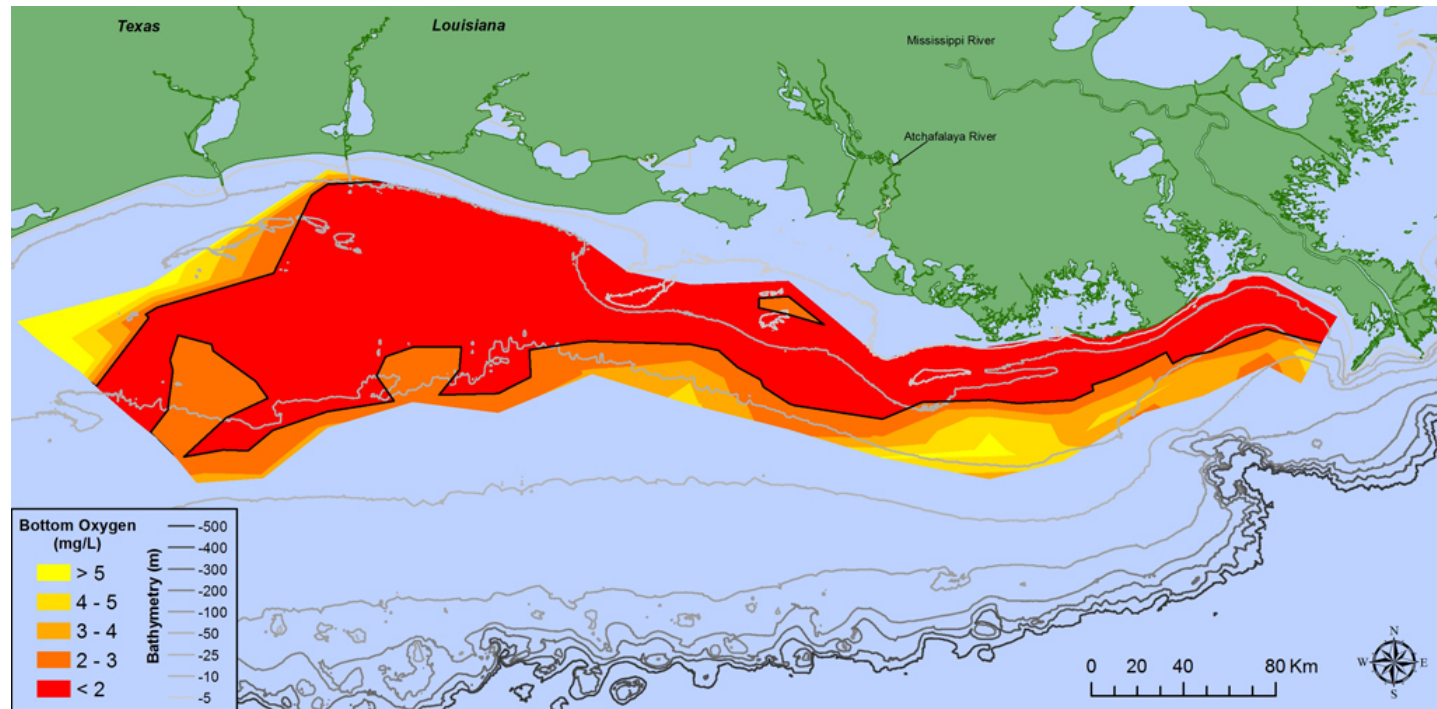 Texas
Louisiana
Mississippi River
Atchafalaya River
Bottom Oxygen
(mg/L)
> 5
4 - 5
3 - 4
2 - 3
< 2
Bathymetry (m)
-500
-400
-300
-200
-100
-50
-25
-10
-5
0 20 40 80 Km
N
W E
S